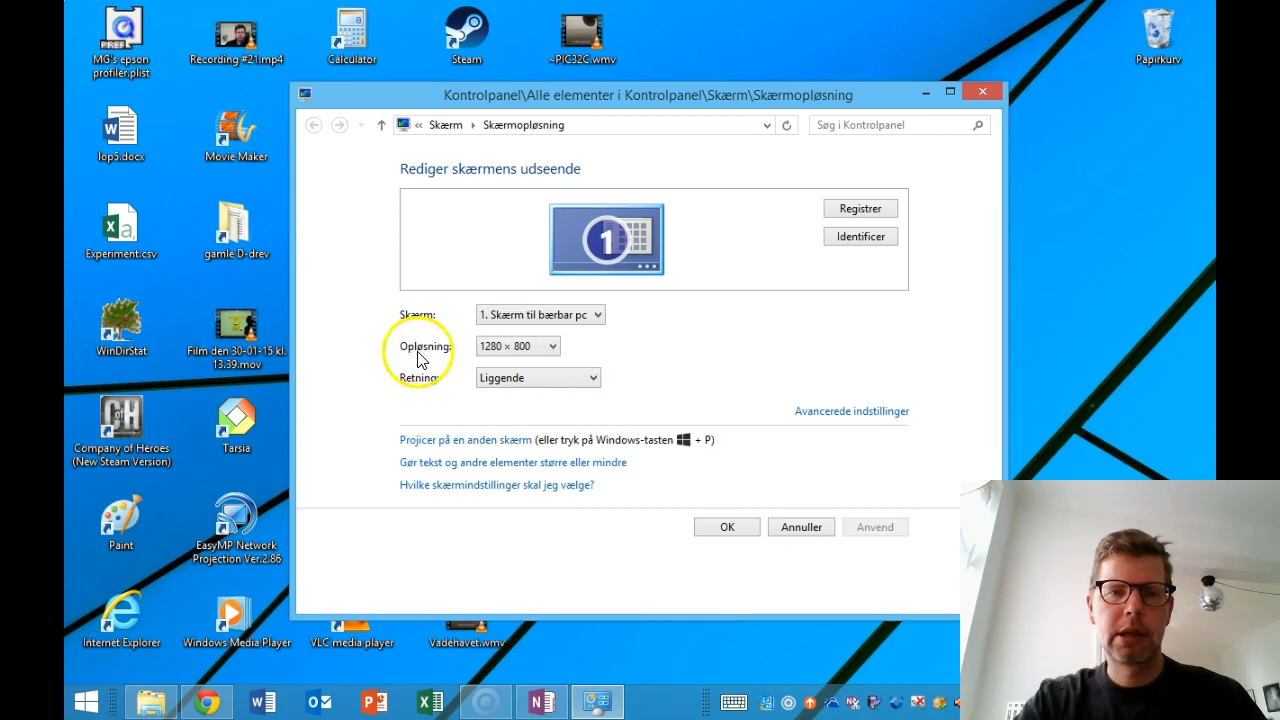 MG's epson
profiler.plist
Recording #21.mp4
Calculator
Steam
~PIC32C.wmv
Papirkurv
Kontrolpanel\Alle elementer i Kontrolpanel\Skærm\Skærmopløsning
« Skærm Skærmopløsning
Søg i Kontrolpanel
Iop5.docx
Movie Maker
Rediger skærmens udseende
1
Registrer
Identificer
Experiment.csv
gamle D-drev
Skærm: 1. Skærm til bærbar pc
Opløsning: 1280 × 800
Retning: Liggende
WinDirStat
Film den 30-01-15 kl.
13.39.mov
Avancerede indstillinger
Projicer på en anden skærm (eller tryk på Windows-tasten + P)
Gør tekst og andre elementer større eller mindre
Hvilke skærmindstillinger skal jeg vælge?
Company of Heroes
(New Steam Version)
Tarsia
OK
Annuller
Anvend
Paint
EasyMP Network
Projection Ver.2.86
Internet Explorer
Windows Media Player
VLC media player
Vadehavet.wmv